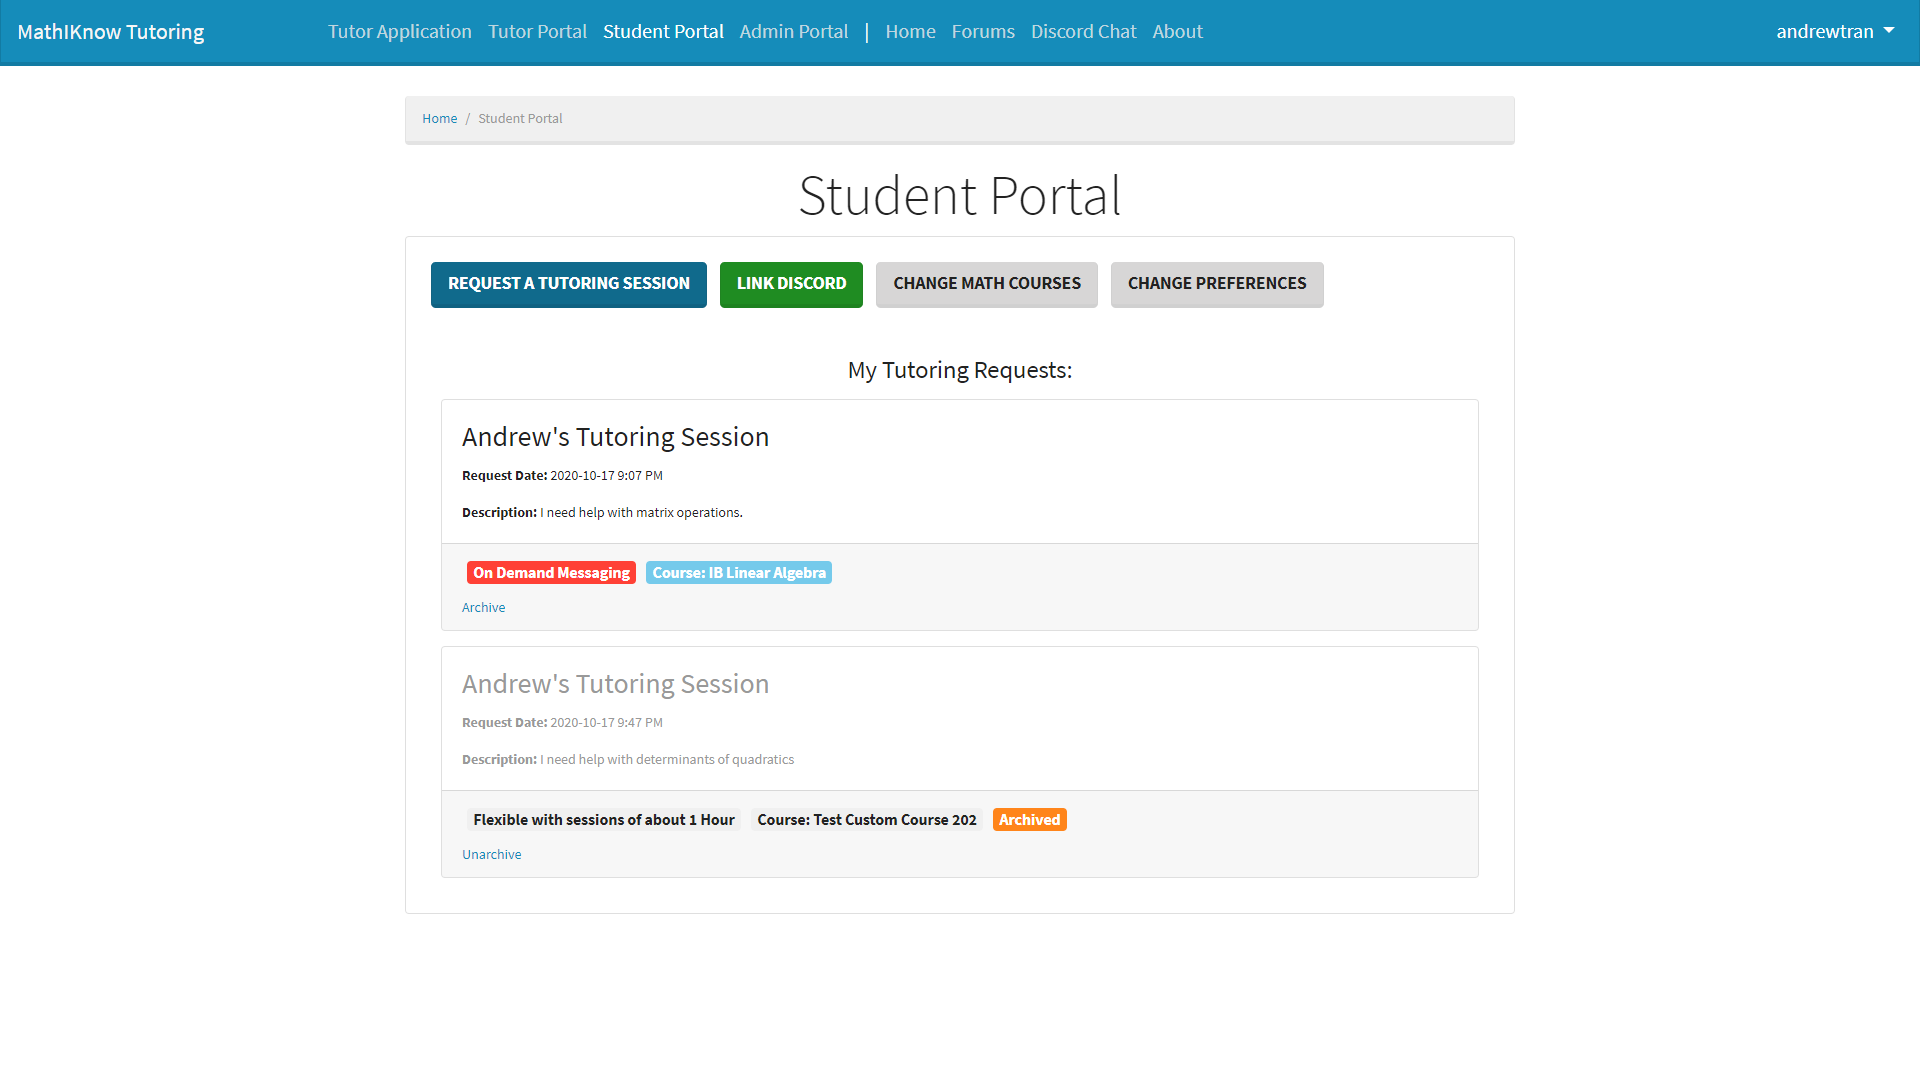 MathIKnow Tutoring Tutor Application Tutor Portal Student Portal Admin Portal | Home Forums Discord Chat About andrewtran
Home / Student Portal
Student Portal
REQUEST A TUTORING SESSION LINK DISCORD CHANGE MATH COURSES CHANGE PREFERENCES
My Tutoring Requests:
Andrew's Tutoring Session
Request Date: 2020-10-17 9:07 PM
Description: I need help with matrix operations.
On Demand Messaging Course: IB Linear Algebra
Archive
Andrew's Tutoring Session
Request Date: 2020-10-17 9:47 PM
Description: I need help with determinants of quadratics
Flexible with sessions of about 1 Hour Course: Test Custom Course 202 Archived
Unarchive